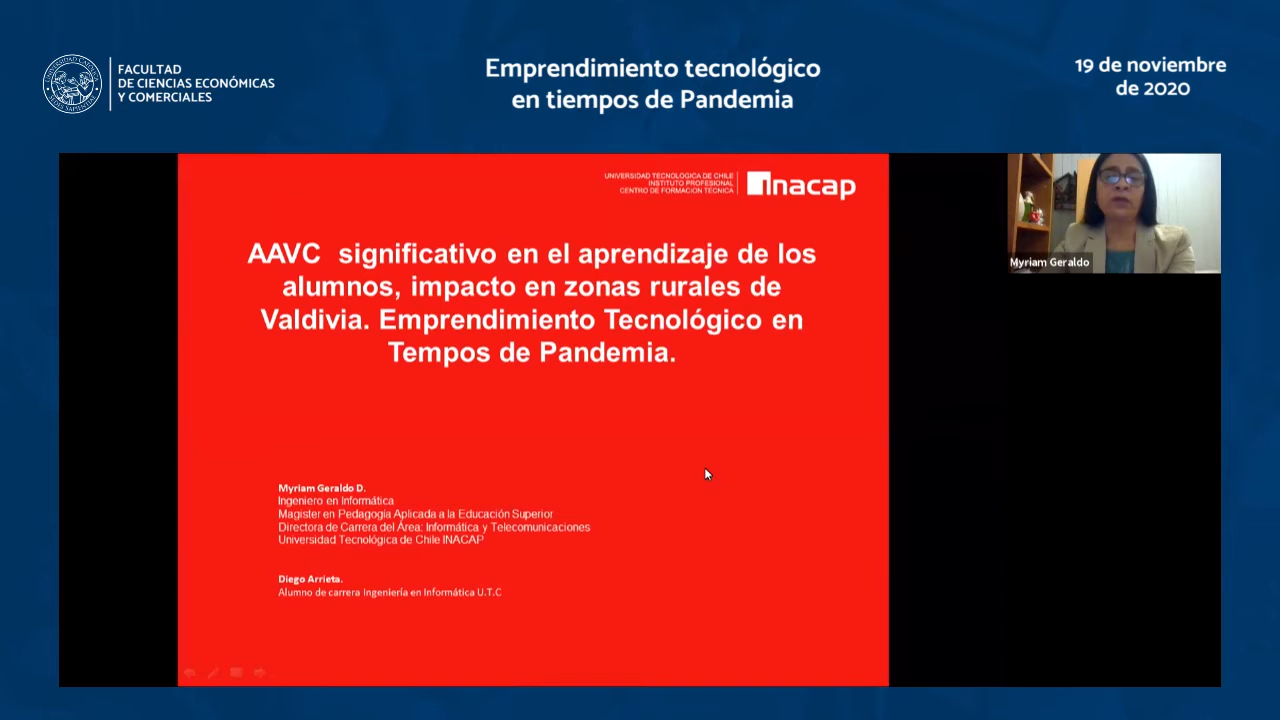 FACULTAD
DE CIENCIAS ECONÓMICAS
Y COMERCIALES
Emprendimiento tecnológico
en tiempos de Pandemia
19 de noviembre
de 2020
UNIVERSIDAD TECNOLOGICA DE CHILE
INSTITUTO PROFESIONAL
CENTRO DE FORMACION TECNICA
Inacap
AAVC significativo en el aprendizaje de los
alumnos, impacto en zonas rurales de
Valdivia. Emprendimiento Tecnológico en
Tempos de Pandemia.
Myriam Geraldo
Myriam Geraldo D.
Ingeniero en Informática
Magister en Pedagogía Aplicada a la Educación Superior
Directora de Carrera del Área: Informática y Telecomunicaciones
Universidad Tecnológica de Chile INACAP
Diego Arrieta.
Alumno de carrera Ingeniería en Informática U.T.C